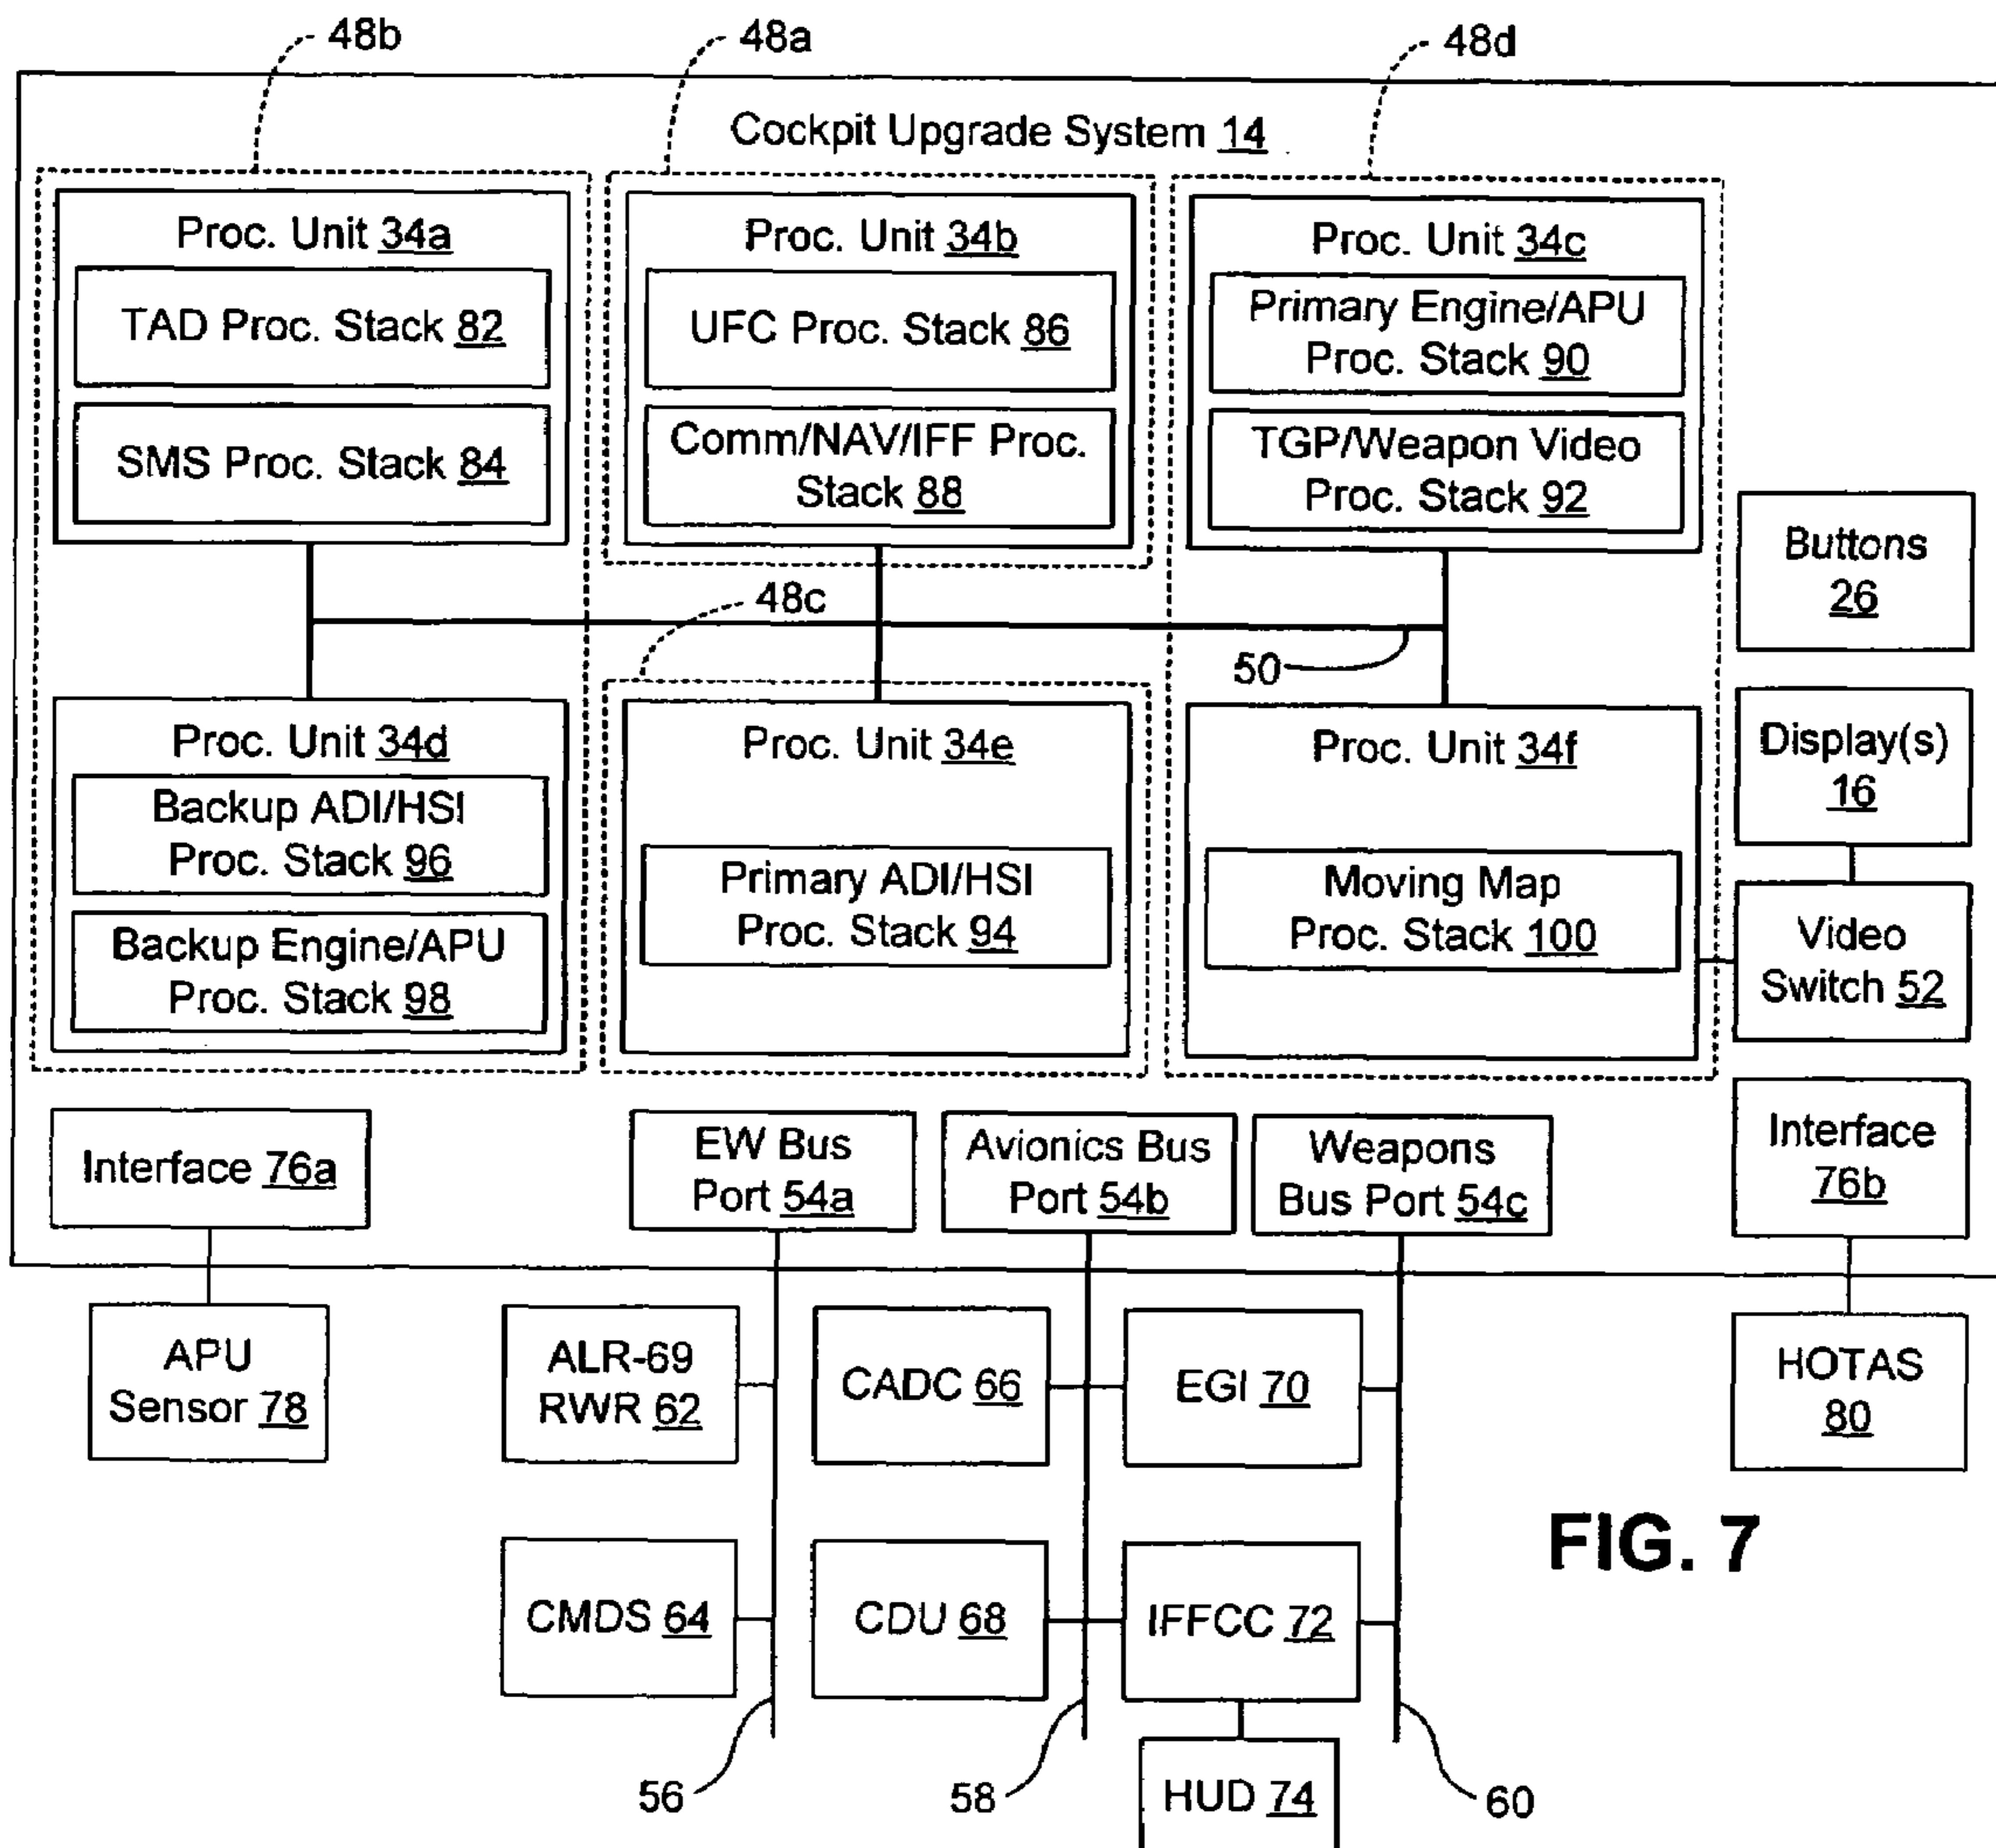 48b
48a
48d
Cockpit Upgrade System 14
Proc. Unit 34a
TAD Proc. Stack 82
SMS Proc. Stack 84
Proc. Unit 34b
UFC Proc. Stack 86
Comm/NAV/IFF Proc.
Stack 88
Proc. Unit 34c
Primary Engine/APU
Proc. Stack 90
TGP/Weapon Video
Proc. Stack 92
Buttons
26
48c
50
Display(s)
16
Proc. Unit 34d
Backup ADI/HSI
Proc. Stack 96
Backup Engine/APU
Proc. Stack 98
Proc. Unit 34e
Primary ADI/HSI
Proc. Stack 94
Proc. Unit 34f
Moving Map
Proc. Stack 100
Video
Switch 52
Interface 76a
EW Bus
Port 54a
Avionics Bus
Port 54b
Weapons
Bus Port 54c
Interface
76b
APU
Sensor 78
ALR-69
RWR 62
CADC 66
EGI 70
HOTAS
80
CMDS 64
CDU 68
IFFCC 72
FIG. 7
56
58
HUD 74
60